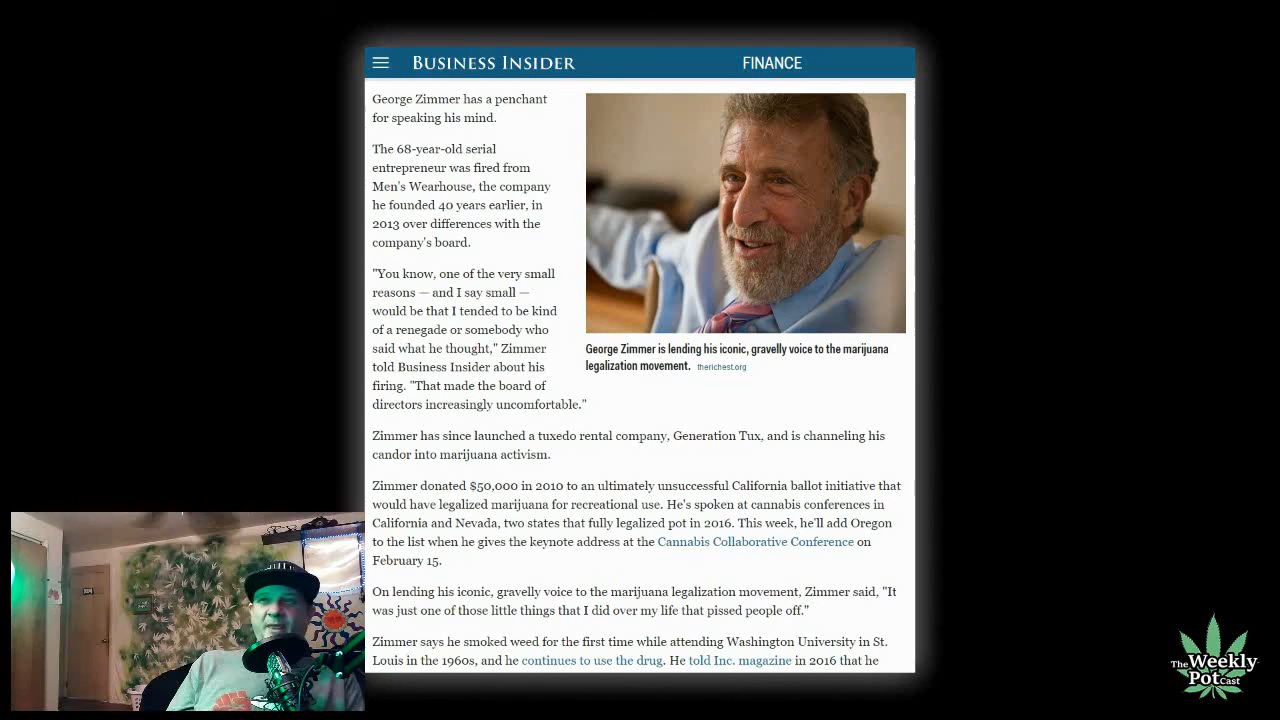 BUSINESS INSIDER
FINANCE
George Zimmer has a penchant
for speaking his mind.
The 68-year-old serial
entrepreneur was fired from
Men's Wearhouse, the company
he founded 40 years earlier, in
2013 over differences with the
company's board.
"You know, one of the very small
reasons — and I say small —
would be that I tended to be kind
of a renegade or somebody who
said what he thought," Zimmer
told Business Insider about his
firing. "That made the board of
directors increasingly uncomfortable."
George Zimmer is lending his iconic, gravelly voice to the marijuana
legalization movement. therichest.org
Zimmer has since launched a tuxedo rental company, Generation Tux, and is channeling his
candor into marijuana activism.
Zimmer donated $50,000 in 2010 to an ultimately unsuccessful California ballot initiative that
would have legalized marijuana for recreational use. He's spoken at cannabis conferences in
California and Nevada, two states that fully legalized pot in 2016. This week, he'll add Oregon
to the list when he gives the keynote address at the Cannabis Collaborative Conference on
February 15.
On lending his iconic, gravelly voice to the marijuana legalization movement, Zimmer said, "It
was just one of those little things that I did over my life that pissed people off."
Zimmer says he smoked weed for the first time while attending Washington University in St.
Louis in the 1960s, and he continues to use the drug. He told Inc. magazine in 2016 that he
The Weekly
Potcast